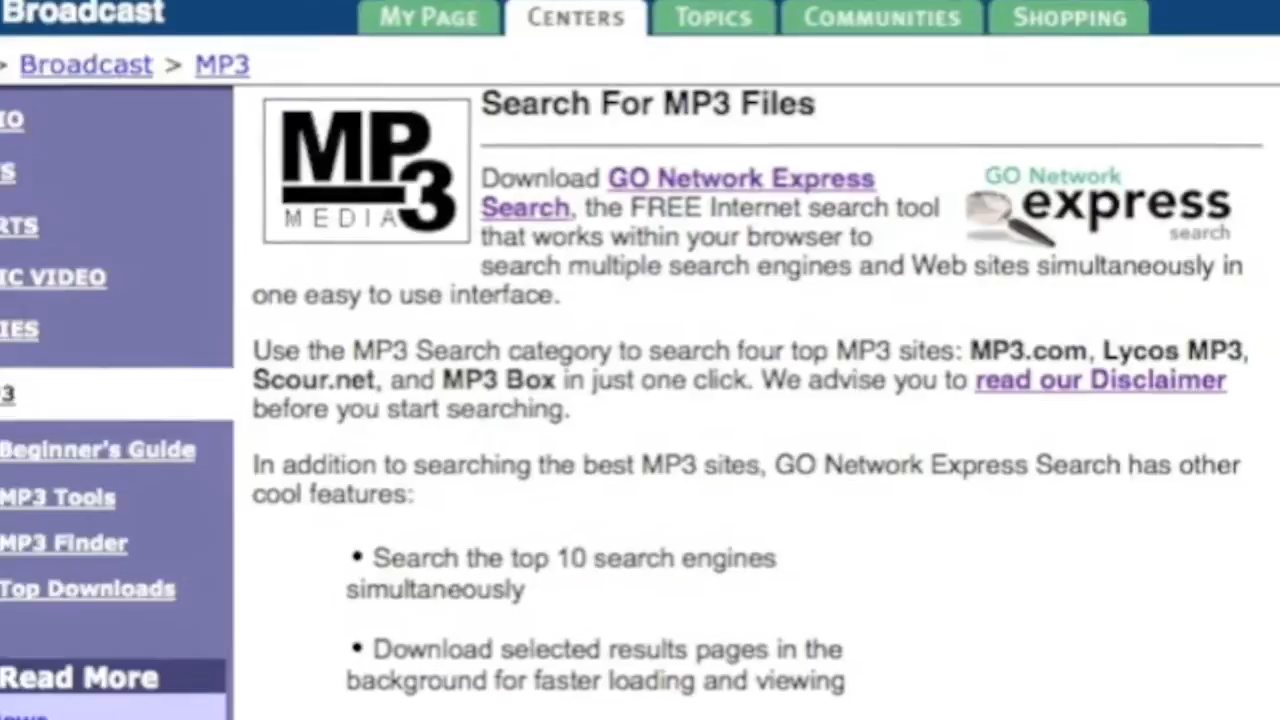 Broadcast
MY PAGE
CENTERS
TOPICS
COMMUNITIES
SHOPPING
> Broadcast > MP3
IO
S
RTS
IC VIDEO
IES
3
Beginner's Guide
MP3 Tools
MP3 Finder
Top Downloads
Read More
MP3
MEDIA
Search For MP3 Files
GO Network
express
search
Download GO Network Express
Search, the FREE Internet search tool
that works within your browser to
search multiple search engines and Web sites simultaneously in
one easy to use interface.
Use the MP3 Search category to search four top MP3 sites: MP3.com, Lycos MP3,
Scour.net, and MP3 Box in just one click. We advise you to read our Disclaimer
before you start searching.
In addition to searching the best MP3 sites, GO Network Express Search has other
cool features:
• Search the top 10 search engines
simultaneously
• Download selected results pages in the
background for faster loading and viewing